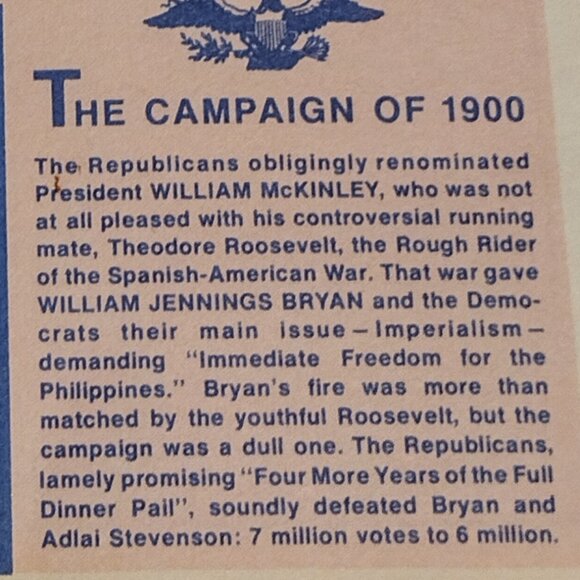 THE CAMPAIGN OF 1900
The Republicans obligingly renominated
President WILLIAM McKINLEY, who was not
at all pleased with his controversial running
mate, Theodore Roosevelt, the Rough Rider
of the Spanish-American War. That war gave
WILLIAM JENNINGS BRYAN and the Demo-
crats their main issue – Imperialism –
demanding "Immediate Freedom for the
Philippines." Bryan's fire was more than
matched by the youthful Roosevelt, but the
campaign was a dull one. The Republicans,
lamely promising "Four More Years of the Full
Dinner Pail", soundly defeated Bryan and
Adlai Stevenson: 7 million votes to 6 million.